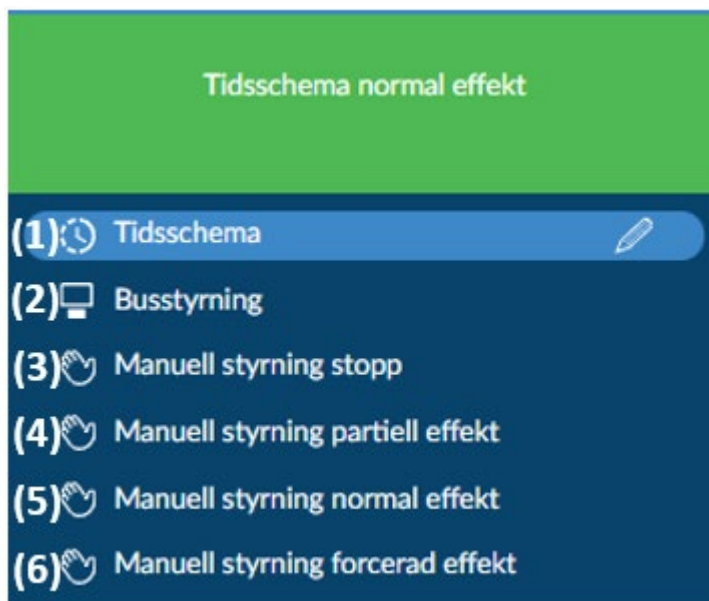 Tidsschema normal effekt
(1) Tidsschema
(2) Busstyrning
(3) Manuell styrning stopp
(4) Manuell styrning partiell effekt
(5) Manuell styrning normal effekt
(6) Manuell styrning forcerad effekt